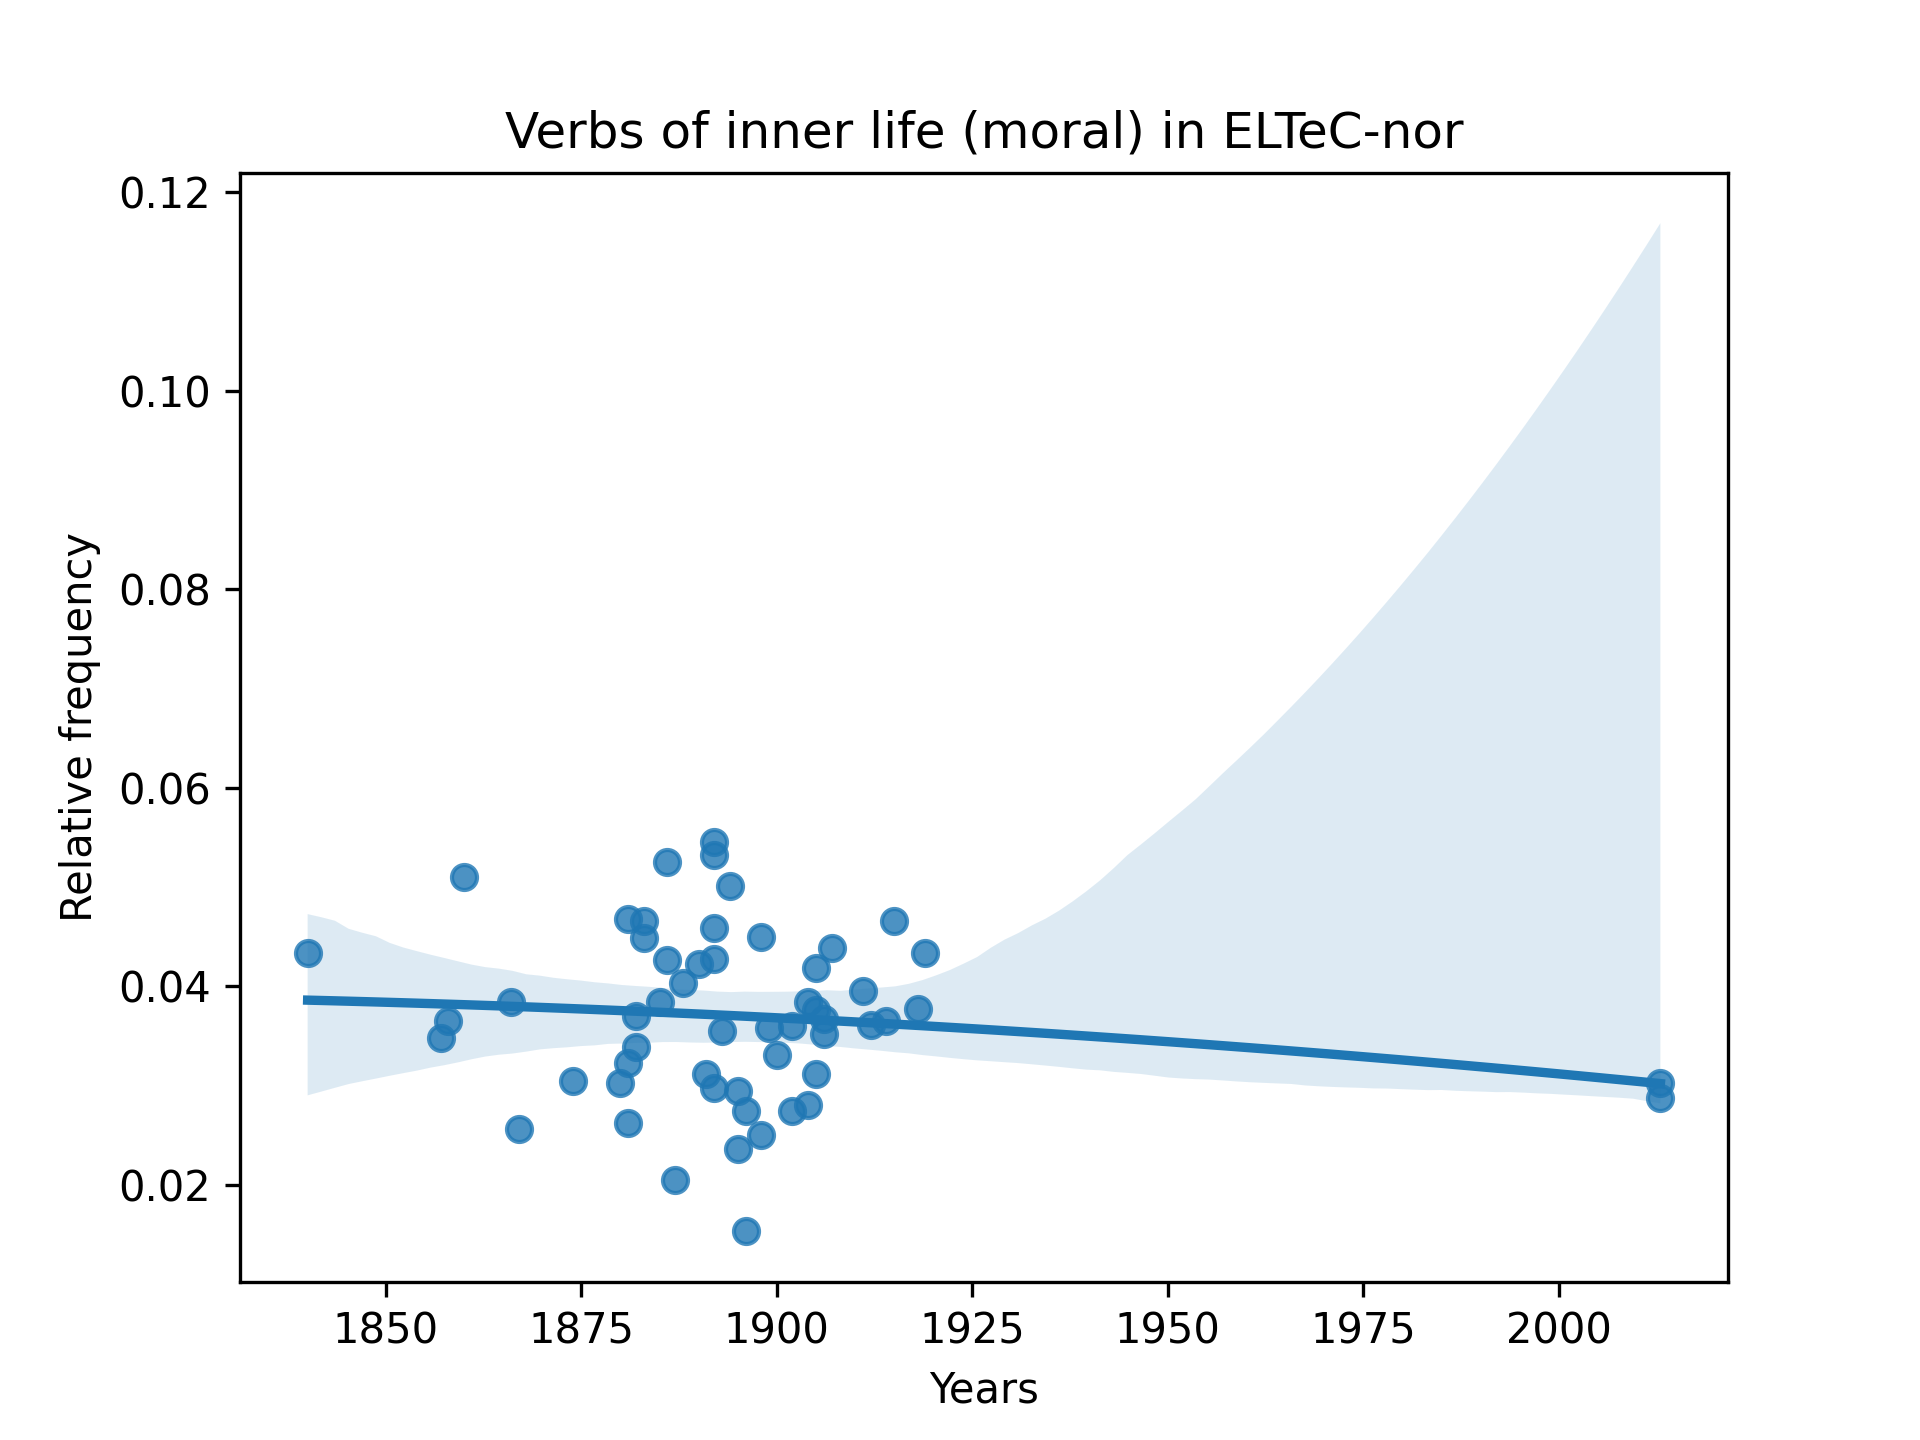 Verbs of inner life (moral) in ELTeC-nor
0.12
0.10
0.08
0.06
0.04
0.02
Relative frequency
1850 1875 1900 1925 1950 1975 2000
Years